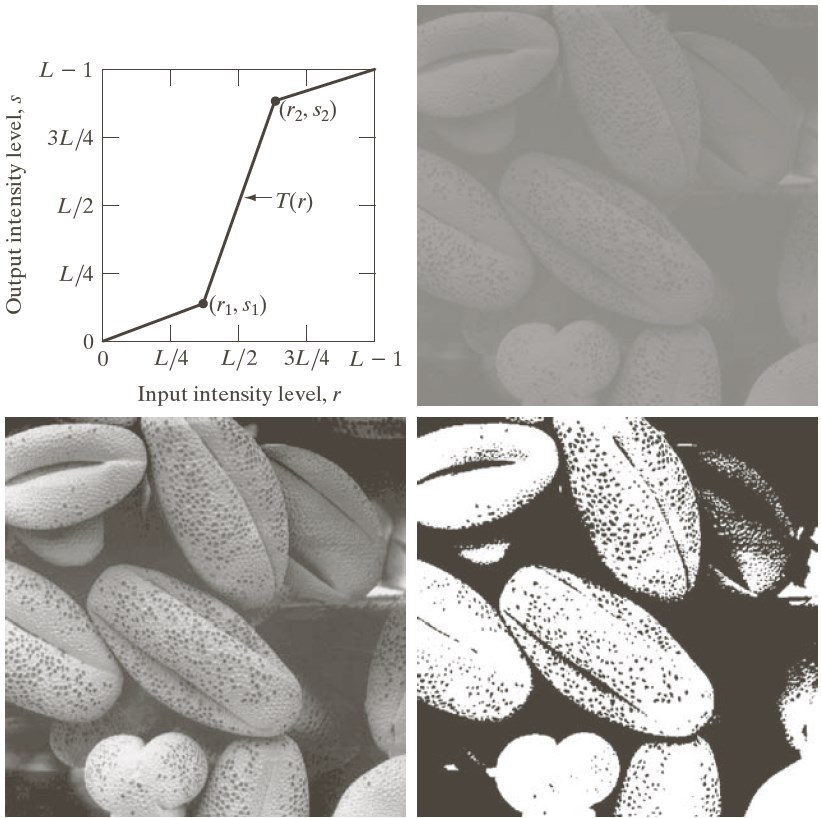 L − 1
3L/4
L/2
L/4
0
Output intensity level, s
(r₂, s₂)
T(r)
(r₁, s₁)
0 L/4 L/2 3L/4 L − 1
Input intensity level, r